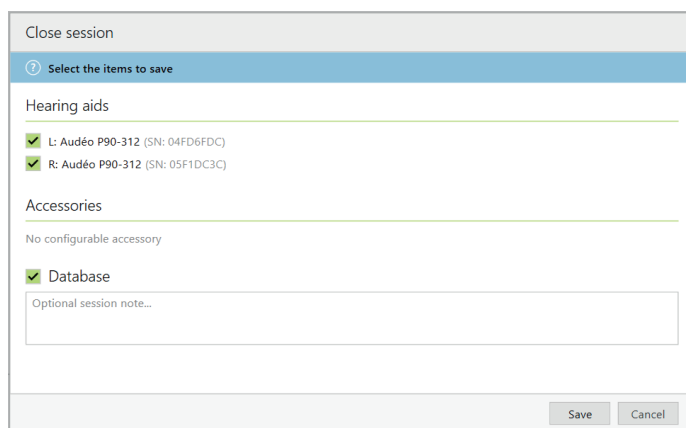 Close session
? Select the items to save
Hearing aids
L: Audéo P90-312 (SN: 04FD6FDC)
R: Audéo P90-312 (SN: 05F1DC3C)
Accessories
No configurable accessory
Database
Optional session note...
Save Cancel